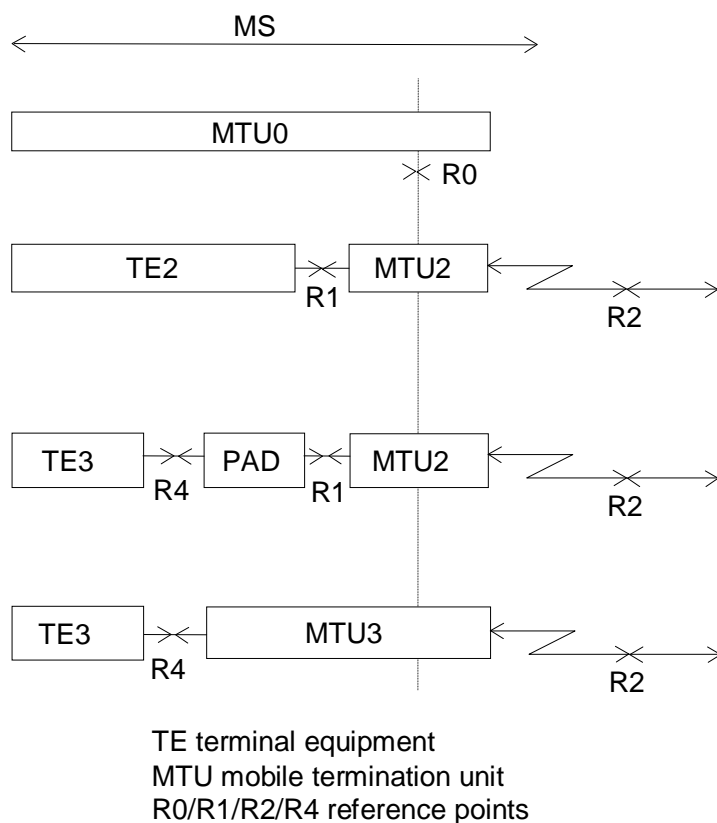 MS
MTU0
R0
TE2
MTU2
R1
R2
TE3
PAD
MTU2
R4
R1
R2
TE3
MTU3
R4
R2
TE terminal equipment
MTU mobile termination unit
R0/R1/R2/R4 reference points